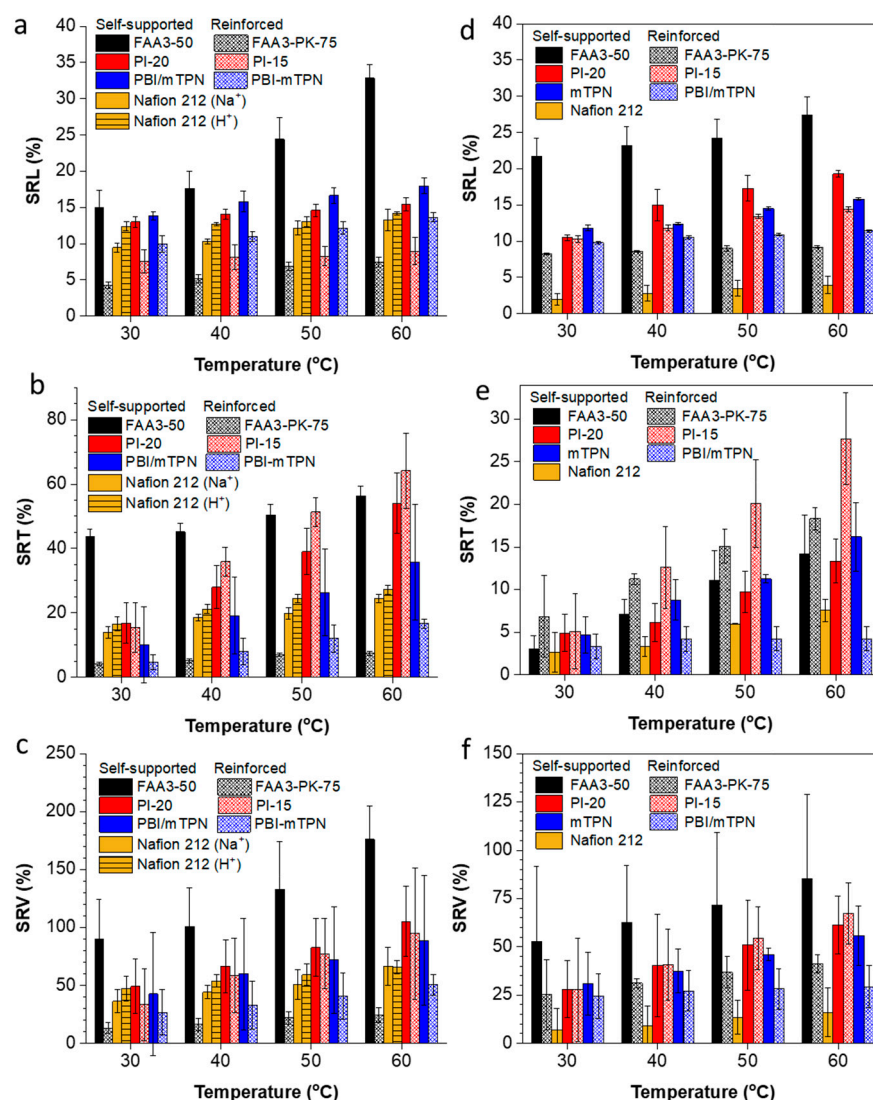 a
Self-supported Reinforced
FAA3-50 FAA3-PK-75
PI-20 PI-15
PBI/mTPN PBI-mTPN
Nafion 212 (Na⁺)
Nafion 212 (H⁺)
SRL (%)
40
35
30
25
20
15
10
5
0
30 40 50 60
Temperature (°C)
d
Self-supported Reinforced
FAA3-50 FAA3-PK-75
PI-20 PI-15
mTPN PBI/mTPN
Nafion 212
SRL (%)
40
35
30
25
20
15
10
5
0
30 40 50 60
Temperature (°C)
b
Self-supported Reinforced
FAA3-50 FAA3-PK-75
PI-20 PI-15
PBI/mTPN PBI-mTPN
Nafion 212 (Na⁺)
Nafion 212 (H⁺)
SRT (%)
80
60
40
20
0
30 40 50 60
Temperature (°C)
e
Self-supported Reinforced
FAA3-50 FAA3-PK-75
PI-20 PI-15
mTPN PBI/mTPN
Nafion 212
SRT (%)
30
25
20
15
10
5
0
30 40 50 60
Temperature (°C)
c
Self-supported Reinforced
FAA3-50 FAA3-PK-75
PI-20 PI-15
PBI/mTPN PBI-mTPN
Nafion 212 (Na⁺)
Nafion 212 (H⁺)
SRV (%)
250
200
150
100
50
0
30 40 50 60
Temperature (°C)
f
Self-supported Reinforced
FAA3-50 FAA3-PK-75
PI-20 PI-15
mTPN PBI/mTPN
Nafion 212
SRV (%)
150
125
100
75
50
25
0
30 40 50 60
Temperature (°C)